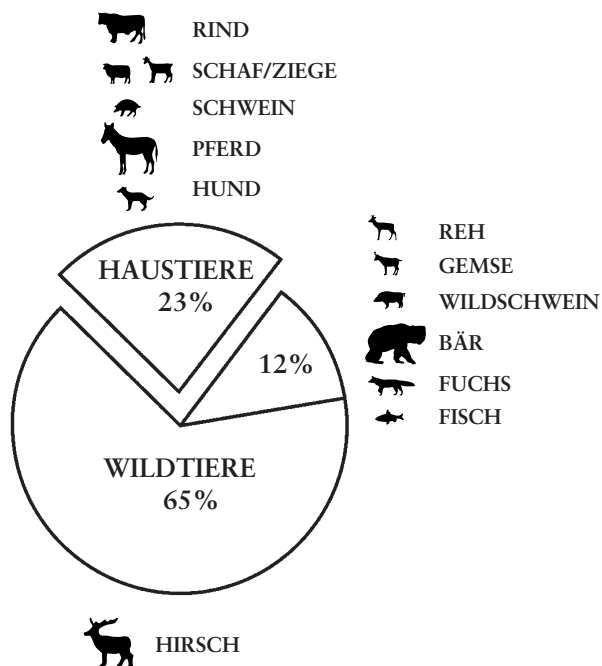 RIND
SCHAF/ZIEGE
SCHWEIN
PFERD
HUND
HAUSTIERE
23%
REH
GEMSE
WILDSCHWEIN
BÄR
FUCHS
FISCH
12%
WILDTIERE
65%
HIRSCH